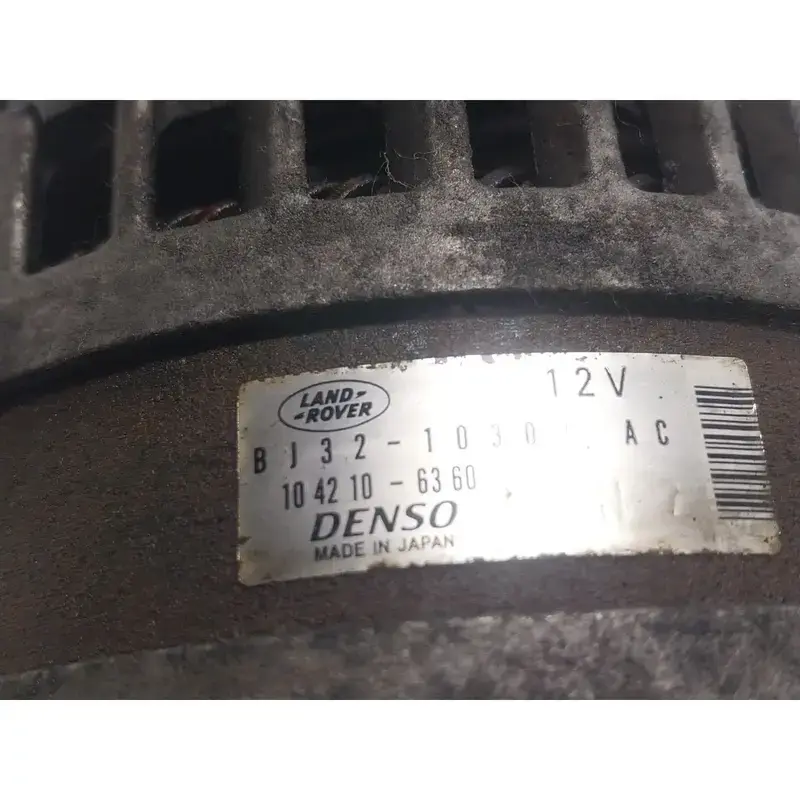 LAND-
-ROVER
12V
BJ32-1030 AC
104210-6360
DENSO
MADE IN JAPAN